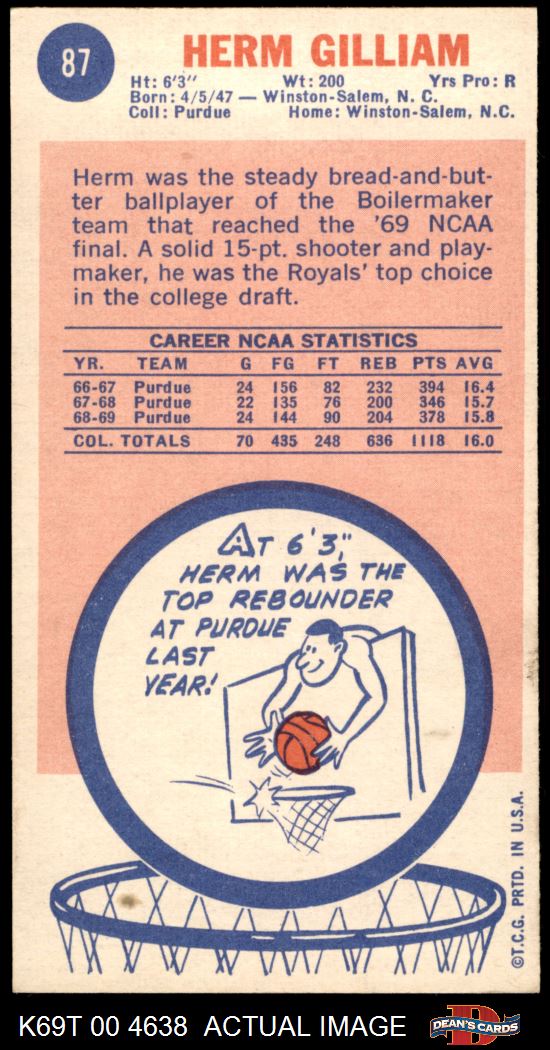 87
HERM GILLIAM
Ht: 6'3" Wt: 200 Yrs Pro: R
Born: 4/5/47 — Winston-Salem, N. C.
Coll: Purdue Home: Winston-Salem, N.C.
Herm was the steady bread-and-but-
ter ballplayer of the Boilermaker
team that reached the '69 NCAA
final. A solid 15-pt. shooter and play-
maker, he was the Royals' top choice
in the college draft.
CAREER NCAA STATISTICS
YR. TEAM G FG FT REB PTS AVG
66-67 Purdue 24 156 82 232 394 16.4
67-68 Purdue 22 135 76 200 346 15.7
68-69 Purdue 24 144 90 204 378 15.8
COL. TOTALS 70 435 248 636 1118 16.0
AT 6'3,"
HERM WAS THE
TOP REBOUNDER
AT PURDUE
LAST
YEAR!
©T.C.G. PRTD. IN U.S.A.
K69T 00 4638 ACTUAL IMAGE
D
DEAN'S CARDS